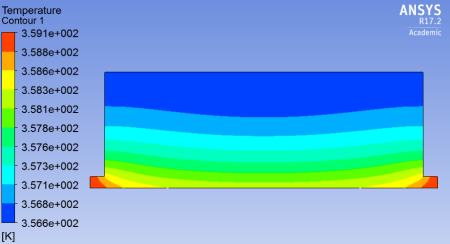 Temperature
Contour 1
3.591e+002
3.588e+002
3.586e+002
3.583e+002
3.581e+002
3.578e+002
3.576e+002
3.573e+002
3.571e+002
3.568e+002
3.566e+002
[K]
ANSYS
R17.2
Academic